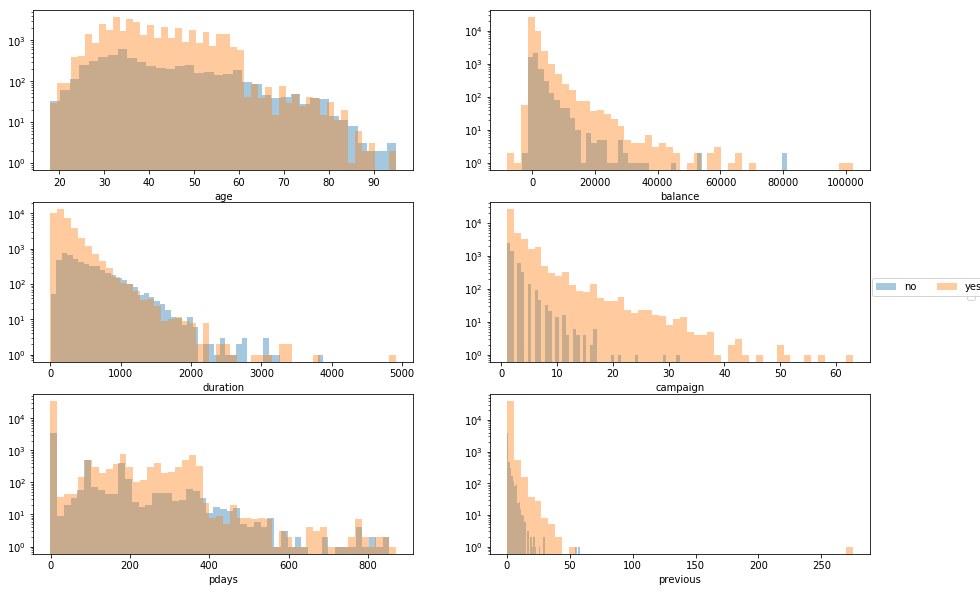 10³
10²
10¹
10⁰
20 30 40 50 60 70 80 90
age
10⁴
10³
10²
10¹
10⁰
0 20000 40000 60000 80000 100000
balance
10⁴
10³
10²
10¹
10⁰
0 1000 2000 3000 4000 5000
duration
10⁴
10³
10²
10¹
10⁰
0 10 20 30 40 50 60
campaign
no yes
10⁴
10³
10²
10¹
10⁰
0 200 400 600 800
pdays
10⁴
10³
10²
10¹
10⁰
0 50 100 150 200 250
previous